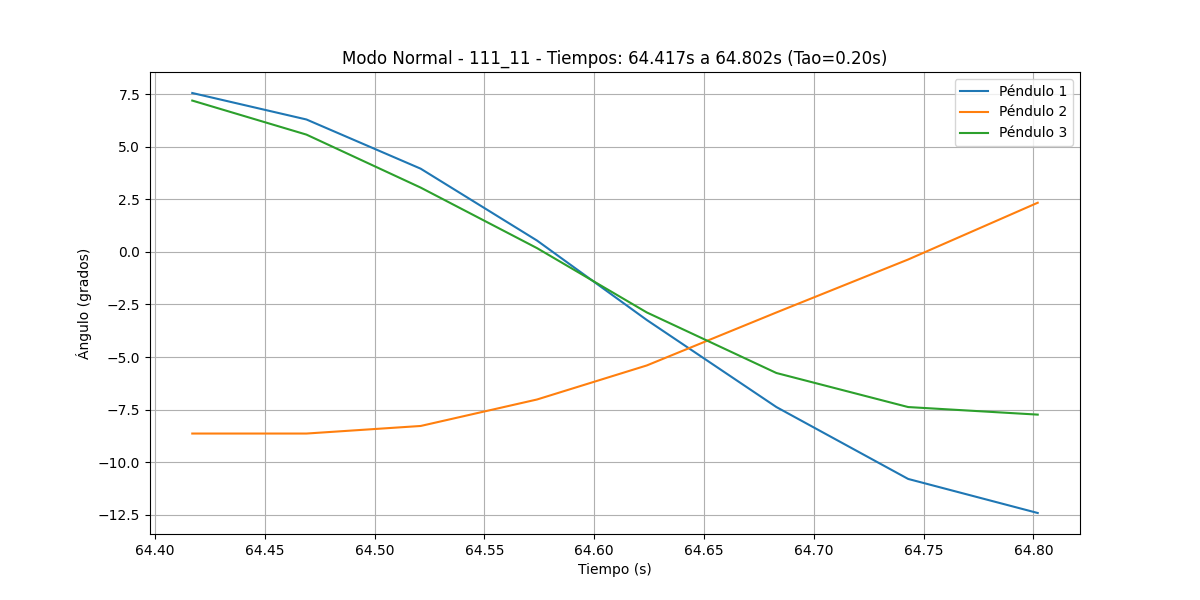 Modo Normal - 111_11 - Tiempos: 64.417s a 64.802s (Tao=0.20s)
Péndulo 1
Péndulo 2
Péndulo 3
Ángulo (grados)
7.5
5.0
2.5
0.0
−2.5
−5.0
−7.5
−10.0
−12.5
64.40 64.45 64.50 64.55 64.60 64.65 64.70 64.75 64.80
Tiempo (s)